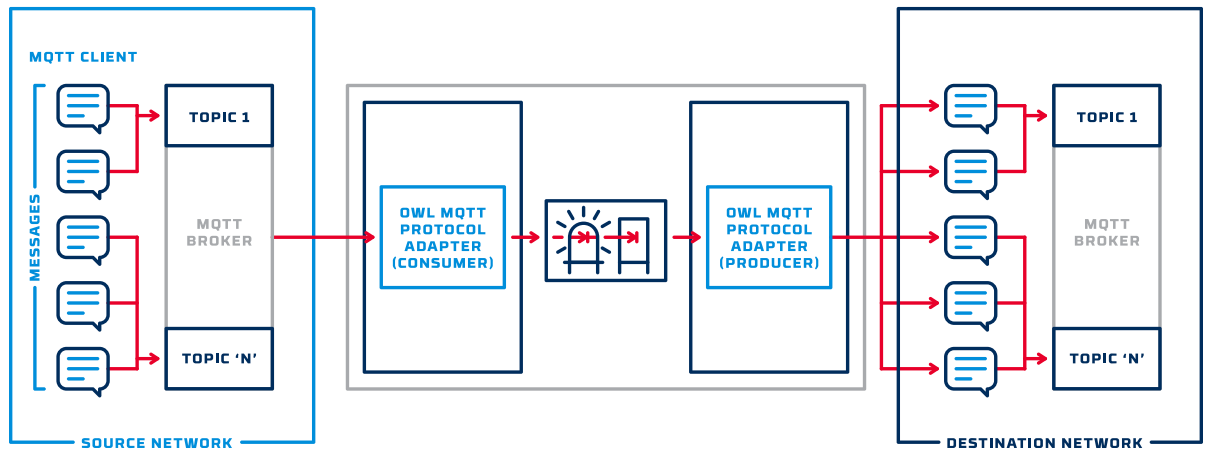 MQTT CLIENT
MESSAGES
TOPIC 1
MQTT
BROKER
TOPIC ‘N’
SOURCE NETWORK
OWL MQTT
PROTOCOL
ADAPTER
(CONSUMER)
OWL MQTT
PROTOCOL
ADAPTER
(PRODUCER)
TOPIC 1
MQTT
BROKER
TOPIC ‘N’
DESTINATION NETWORK